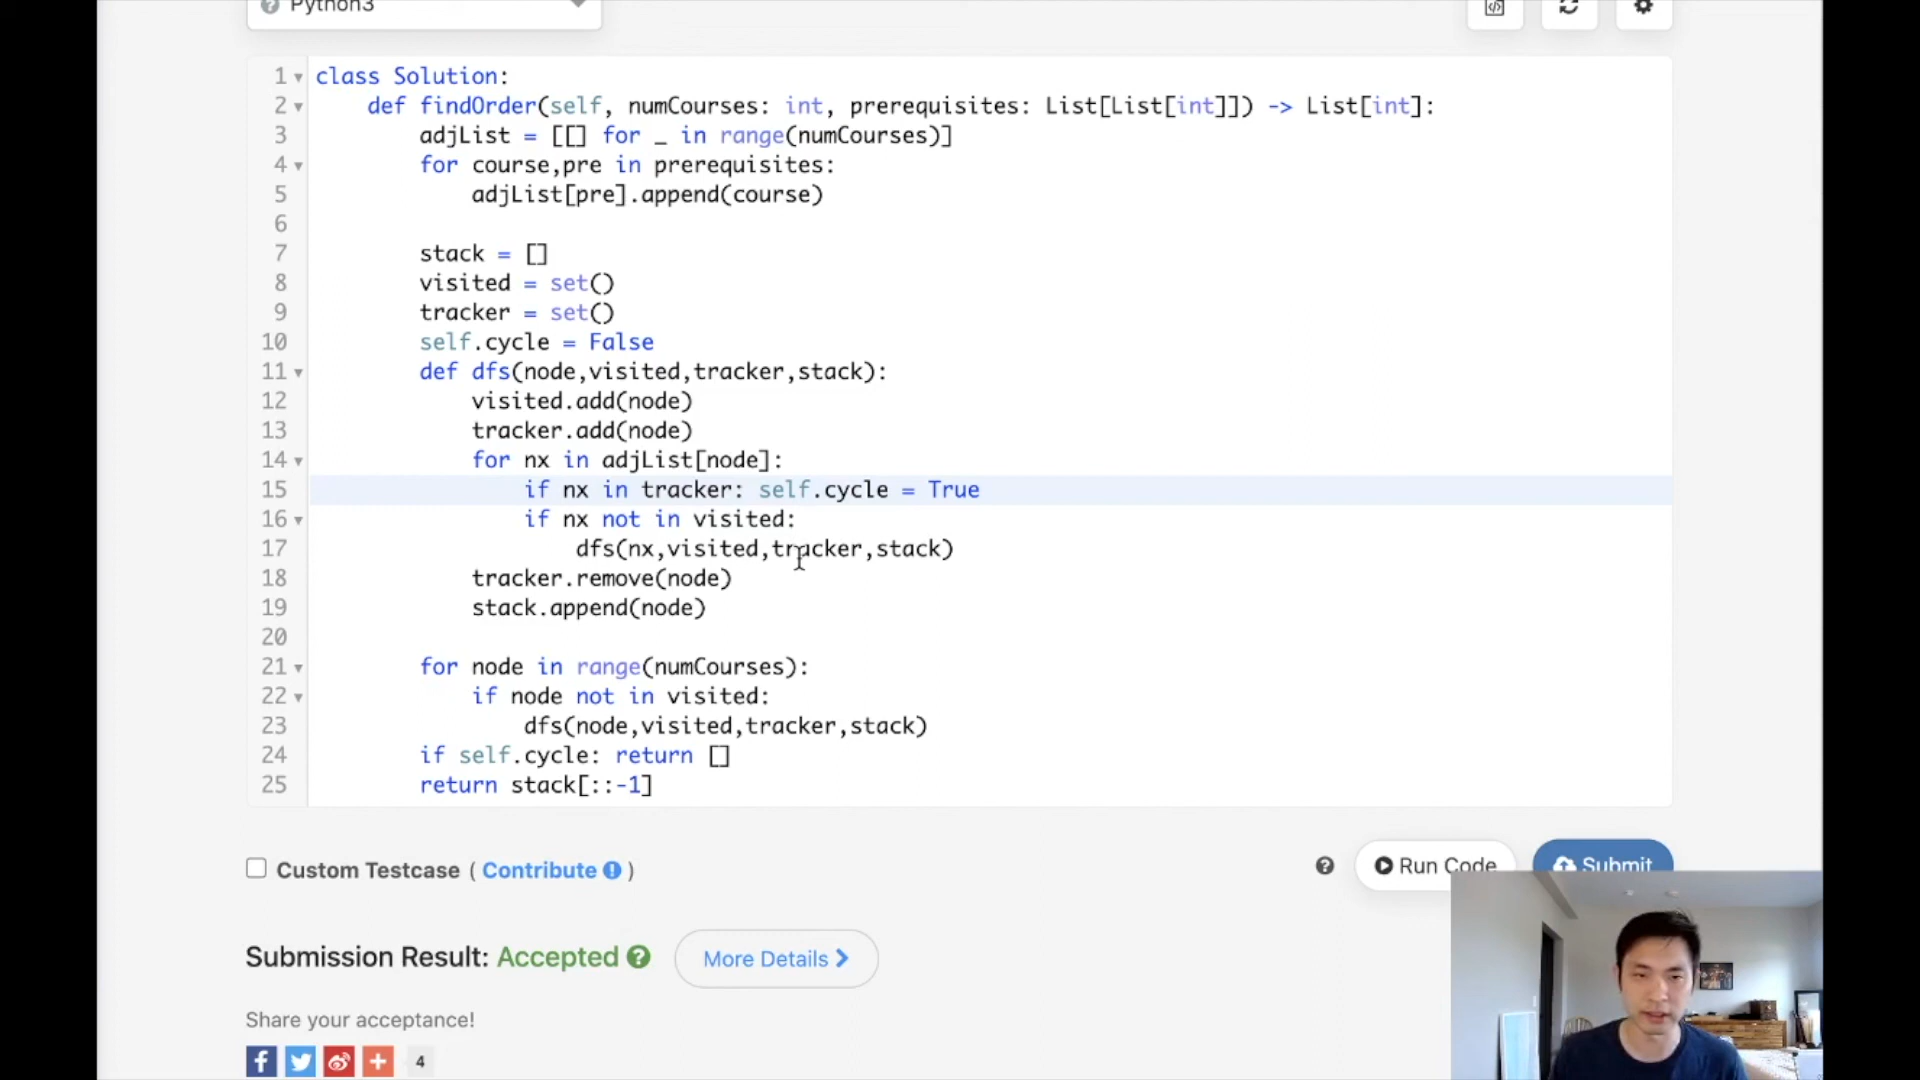 Python3
1 class Solution:
2 def findOrder(self, numCourses: int, prerequisites: List[List[int]]) -> List[int]:
3 adjList = [[] for _ in range(numCourses)]
4 for course,pre in prerequisites:
5 adjList[pre].append(course)
6
7 stack = []
8 visited = set()
9 tracker = set()
10 self.cycle = False
11 def dfs(node,visited,tracker,stack):
12 visited.add(node)
13 tracker.add(node)
14 for nx in adjList[node]:
15 if nx in tracker: self.cycle = True
16 if nx not in visited:
17 dfs(nx,visited,tracker,stack)
18 tracker.remove(node)
19 stack.append(node)
20
21 for node in range(numCourses):
22 if node not in visited:
23 dfs(node,visited,tracker,stack)
24 if self.cycle: return []
25 return stack[::-1]
Custom Testcase ( Contribute )
Run Code Submit
Submission Result: Accepted More Details
Share your acceptance!
4